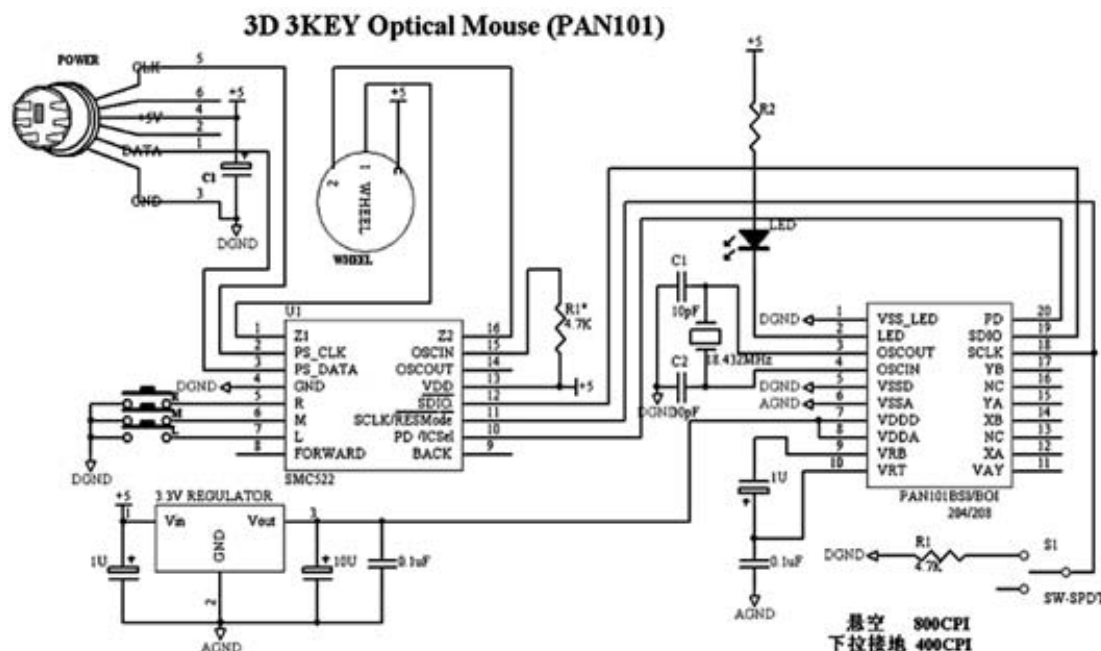 3D 3KEY Optical Mouse (PAN101)
POWER
CLK
5
6
+5V
4
2
DATA
1
GND
3
+5
C1
DGND
2
1
+5
WHEEL
WHEEL
+5
R2
LED
C1
10pF
18.432MHz
C2
DGND
R1*
4.7K
+5
U1
1 Z1 Z2 16
2 PS_CLK OSCIN 15
3 PS_DATA OSCOUT 14
DGND 4 GND VDD 13
5 R SDIO 12
6 M SCLK/RESMode 11
7 L PD /ICSel 10
8 FORWARD BACK 9
SMC522
M
L
DGND
DGND 1 VSS_LED PD 20
2 LED SDIO 19
3 OSCOUT SCLK 18
4 OSCIN YB 17
DGND 5 VSSD NC 16
AGND 6 VSSA YA 15
7 VDDD XB 14
8 VDDA NC 13
9 VRB XA 12
10 VRT VAY 11
PAN101BSI/BOI
204/208
+5
3.3V REGULATOR
1 Vin Vout 3
GND
2
1U
10U
0.1uF
AGND
1U
0.1uF
AGND
DGND
R1
4.7K
S1
SW-SPDT
悬空 800CPI
下拉接地 400CPI